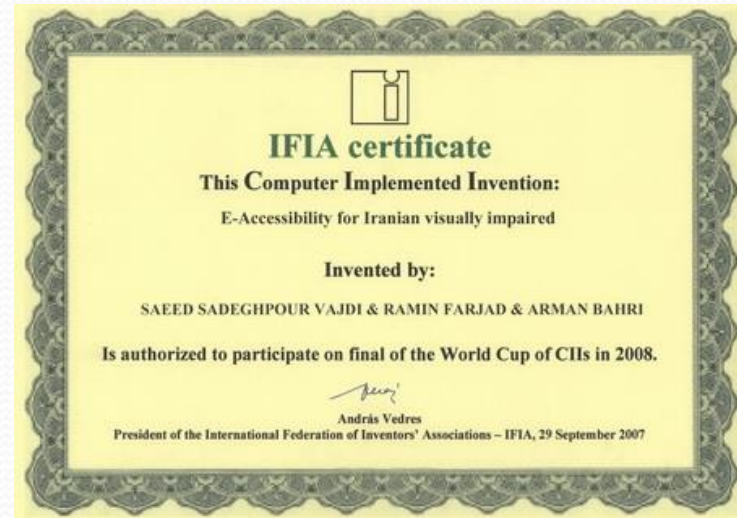 IFIA certificate
This Computer Implemented Invention:
E-Accessibility for Iranian visually impaired
Invented by:
SAEED SADEGHPOUR VAJDI & RAMIN FARJAD & ARMAN BAHRI
Is authorized to participate on final of the World Cup of CIIs in 2008.
András Vedres
President of the International Federation of Inventors' Associations – IFIA, 29 September 2007